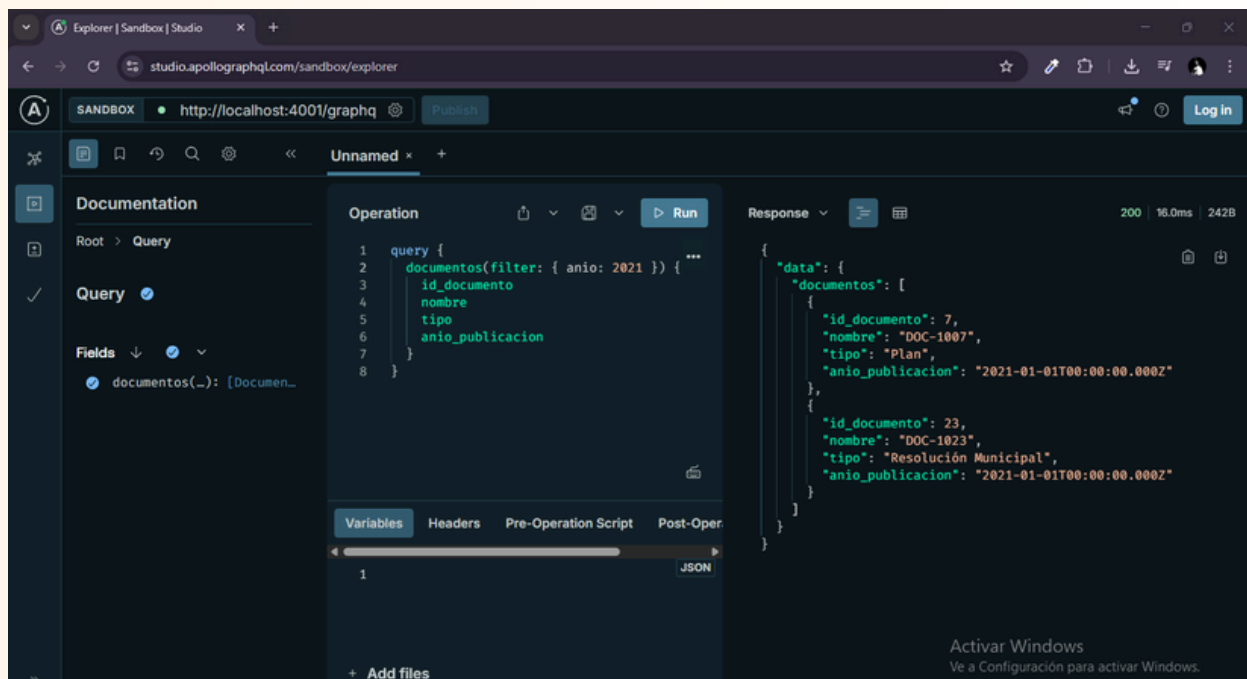 Explorer | Sandbox | Studio
studio.apollographql.com/sandbox/explorer
SANDBOX http://localhost:4001/graphq Publish Log in
Unnamed
Documentation
Root > Query
Query
Fields
documentos(…): [Documen…
Operation Run
1 query {
2 documentos(filter: { anio: 2021 }) {
3 id_documento
4 nombre
5 tipo
6 anio_publicacion
7 }
8 }
Variables Headers Pre-Operation Script Post-Oper
1 JSON
+ Add files
Response 200 16.0ms 242B
{
"data": {
"documentos": [
{
"id_documento": 7,
"nombre": "DOC-1007",
"tipo": "Plan",
"anio_publicacion": "2021-01-01T00:00:00.000Z"
},
{
"id_documento": 23,
"nombre": "DOC-1023",
"tipo": "Resolución Municipal",
"anio_publicacion": "2021-01-01T00:00:00.000Z"
}
]
}
}
Activar Windows
Ve a Configuración para activar Windows.